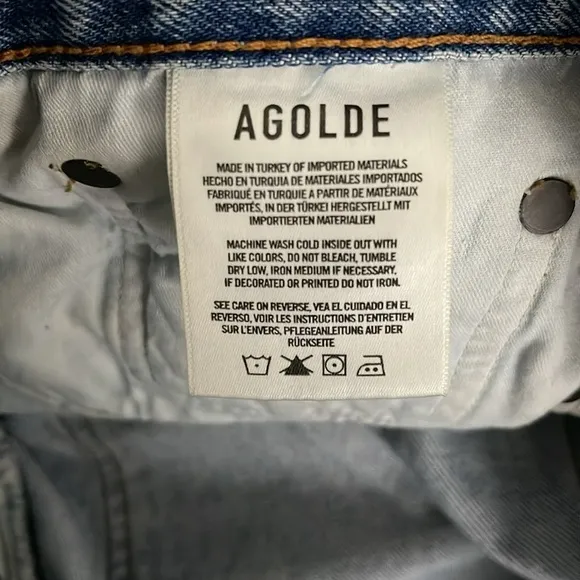 AGOLDE
MADE IN TURKEY OF IMPORTED MATERIALS
HECHO EN TURQUIA DE MATERIALES IMPORTADOS
FABRIQUÉ EN TURQUIE A PARTIR DE MATÉRIAUX
IMPORTÉS, IN DER TÜRKEI HERGESTELLT MIT
IMPORTIERTEN MATERIALIEN
MACHINE WASH COLD INSIDE OUT WITH
LIKE COLORS, DO NOT BLEACH, TUMBLE
DRY LOW, IRON MEDIUM IF NECESSARY,
IF DECORATED OR PRINTED DO NOT IRON.
SEE CARE ON REVERSE, VEA EL CUIDADO EN EL
REVERSO, VOIR LES INSTRUCTIONS D'ENTRETIEN
SUR L'ENVERS, PFLEGEANLEITUNG AUF DER
RÜCKSEITE